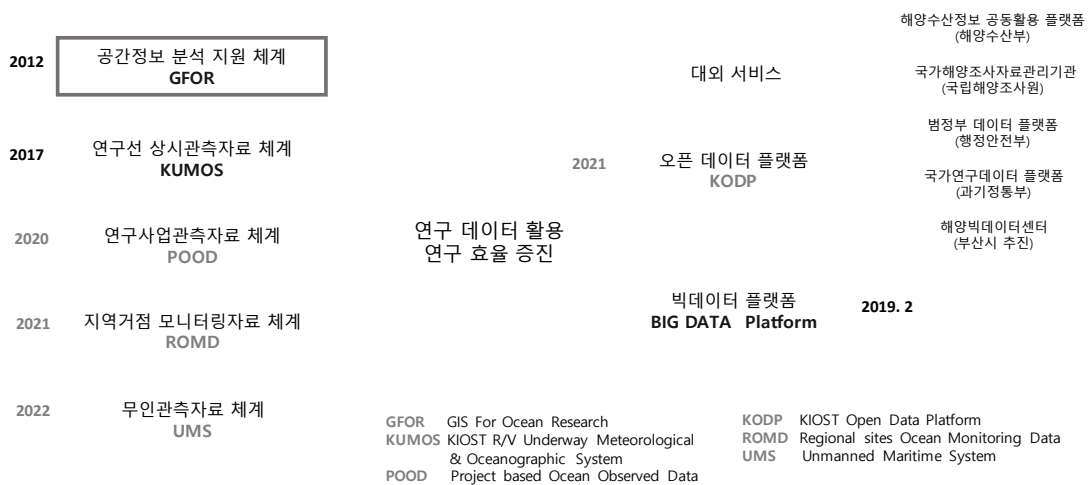 2012
공간정보 분석 지원 체계
GFOR
2017
연구선 상시관측자료 체계
KUMOS
2020
연구사업관측자료 체계
POOD
2021
지역거점 모니터링자료 체계
ROMD
2022
무인관측자료 체계
UMS
연구 데이터 활용
연구 효율 증진
대외 서비스
2021
오픈 데이터 플랫폼
KODP
빅데이터 플랫폼
BIG DATA Platform
2019. 2
해양수산정보 공동활용 플랫폼
(해양수산부)
국가해양조사자료관리기관
(국립해양조사원)
범정부 데이터 플랫폼
(행정안전부)
국가연구데이터 플랫폼
(과기정통부)
해양빅데이터센터
(부산시 추진)
GFOR GIS For Ocean Research
KUMOS KIOST R/V Underway Meteorological
& Oceanographic System
POOD Project based Ocean Observed Data
KODP KIOST Open Data Platform
ROMD Regional sites Ocean Monitoring Data
UMS Unmanned Maritime System